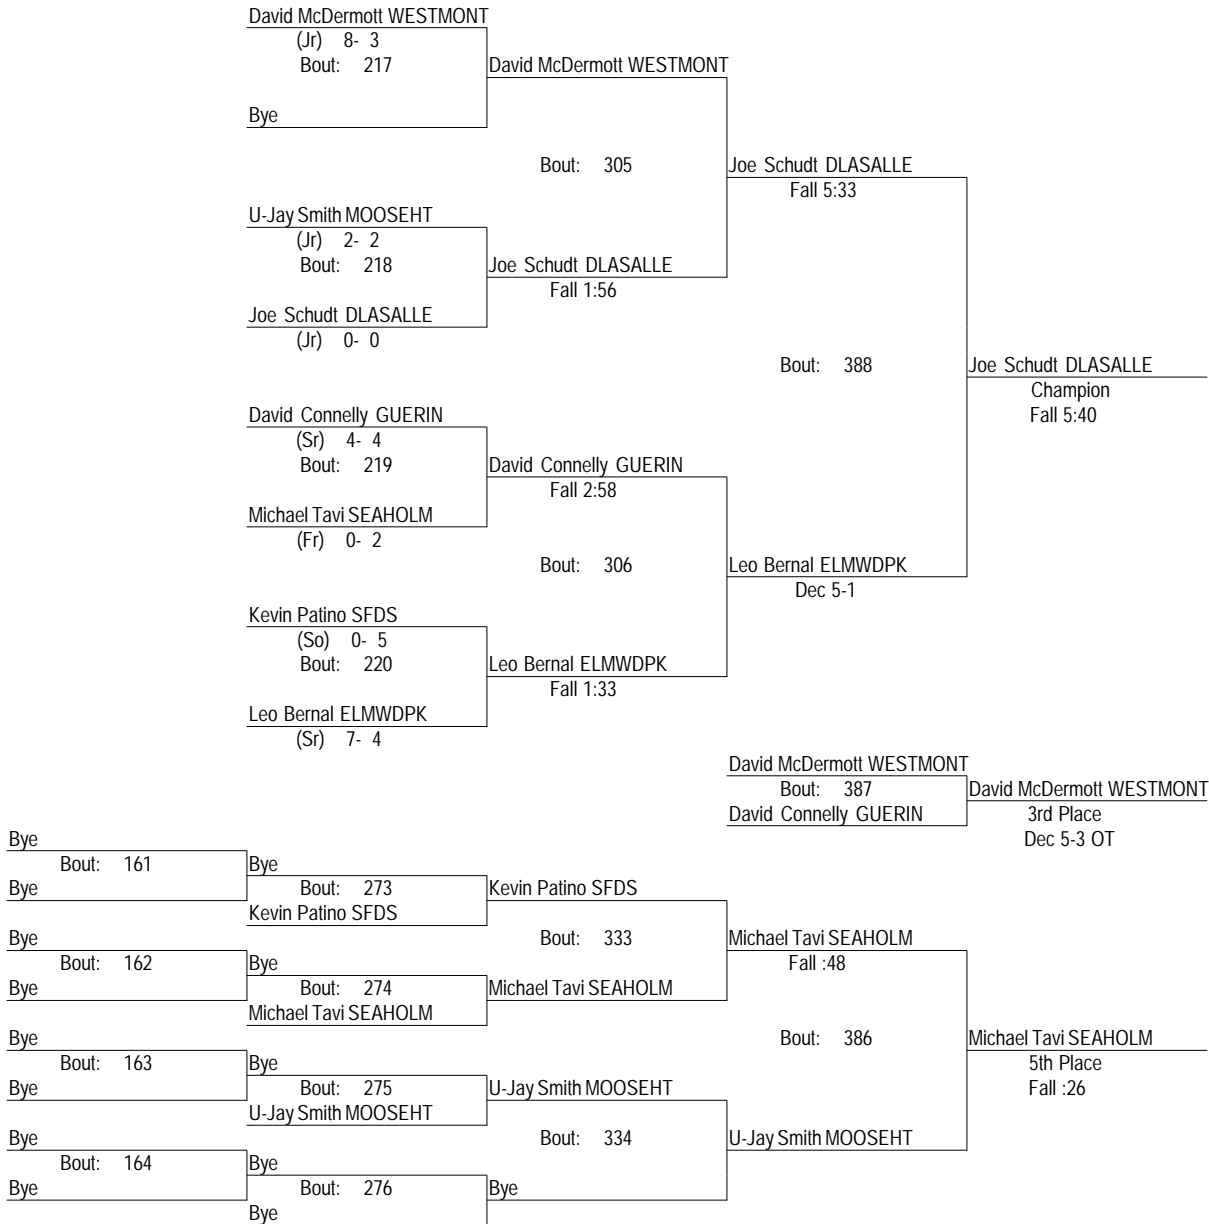 David McDermott WESTMONT
(Jr) 8- 3
Bout: 217
David McDermott WESTMONT
Bye
Bout: 305
Joe Schudt DLASALLE
Fall 5:33
U-Jay Smith MOOSEHT
(Jr) 2- 2
Bout: 218
Joe Schudt DLASALLE
Fall 1:56
Joe Schudt DLASALLE
(Jr) 0- 0
Bout: 388
Joe Schudt DLASALLE
Champion
Fall 5:40
David Connelly GUERIN
(Sr) 4- 4
Bout: 219
David Connelly GUERIN
Fall 2:58
Michael Tavi SEAHOLM
(Fr) 0- 2
Bout: 306
Leo Bernal ELMWDPK
Dec 5-1
Kevin Patino SFDS
(So) 0- 5
Bout: 220
Leo Bernal ELMWDPK
Fall 1:33
Leo Bernal ELMWDPK
(Sr) 7- 4
David McDermott WESTMONT
Bout: 387
David McDermott WESTMONT
David Connelly GUERIN
3rd Place
Dec 5-3 OT
Bye
Bout: 161
Bye
Bye
Bout: 273
Kevin Patino SFDS
Kevin Patino SFDS
Bye
Bout: 333
Michael Tavi SEAHOLM
Fall :48
Bout: 162
Bye
Bye
Bout: 274
Michael Tavi SEAHOLM
Michael Tavi SEAHOLM
Bye
Bout: 386
Michael Tavi SEAHOLM
5th Place
Fall :26
Bout: 163
Bye
Bye
Bout: 275
U-Jay Smith MOOSEHT
U-Jay Smith MOOSEHT
Bye
Bout: 334
U-Jay Smith MOOSEHT
Bout: 164
Bye
Bye
Bout: 276
Bye
Bye